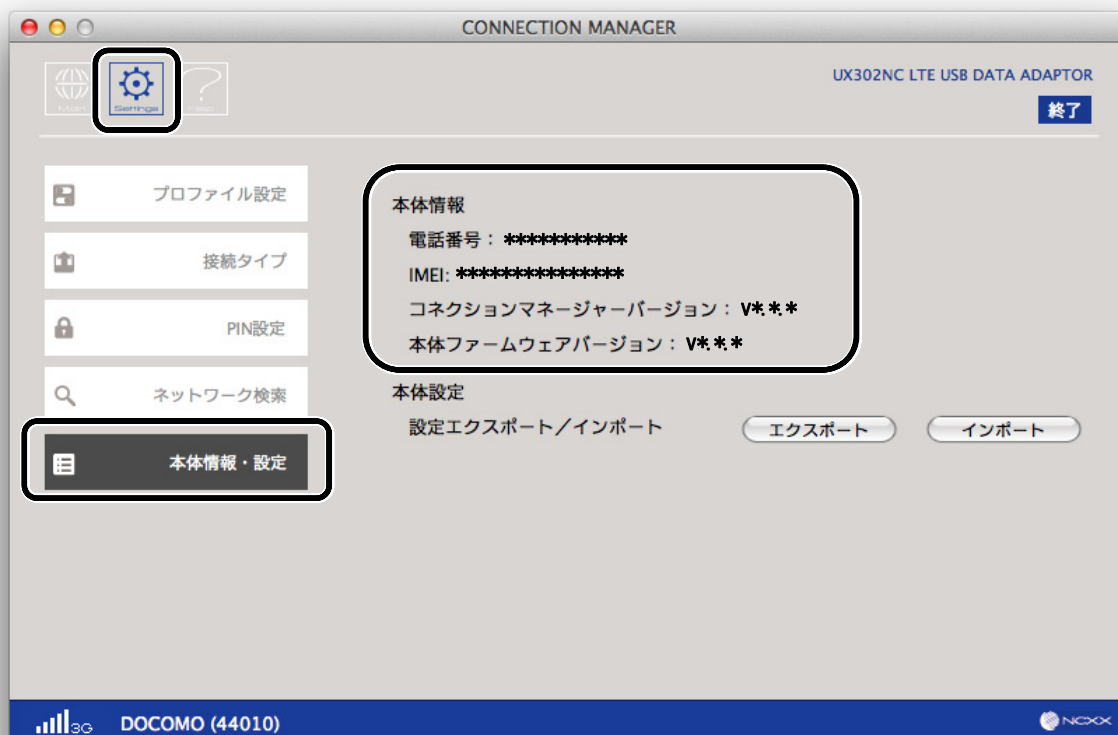 CONNECTION MANAGER
Main
Settings
Help
UX302NC LTE USB DATA ADAPTOR
終了
プロファイル設定
接続タイプ
PIN設定
ネットワーク検索
本体情報・設定
本体情報
電話番号： ***********
IMEI: ***************
コネクションマネージャーバージョン： V*.*.*
本体ファームウェアバージョン： V*.*.*
本体設定
設定エクスポート／インポート
エクスポート
インポート
3G
DOCOMO (44010)
NCXX